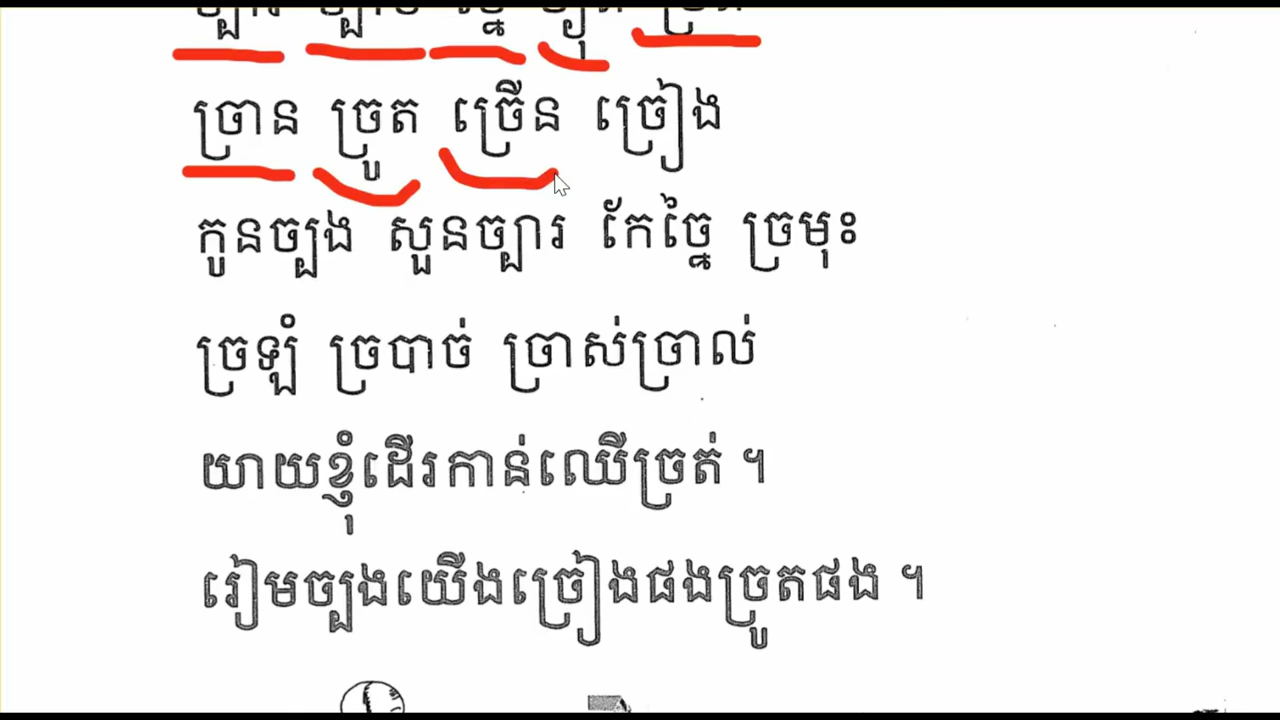 ច្រាន ច្រូត ច្រើន ច្រៀង
កូនច្បង សួនច្បារ កែច្នៃ ច្រមុះ
ច្រឡំ ច្របាច់ ច្រាស់ច្រាល់
យាយខ្ញុំដើរកាន់ឈើច្រត់ ។
រៀមច្បងយើងច្រៀងផងច្រូតផង ។